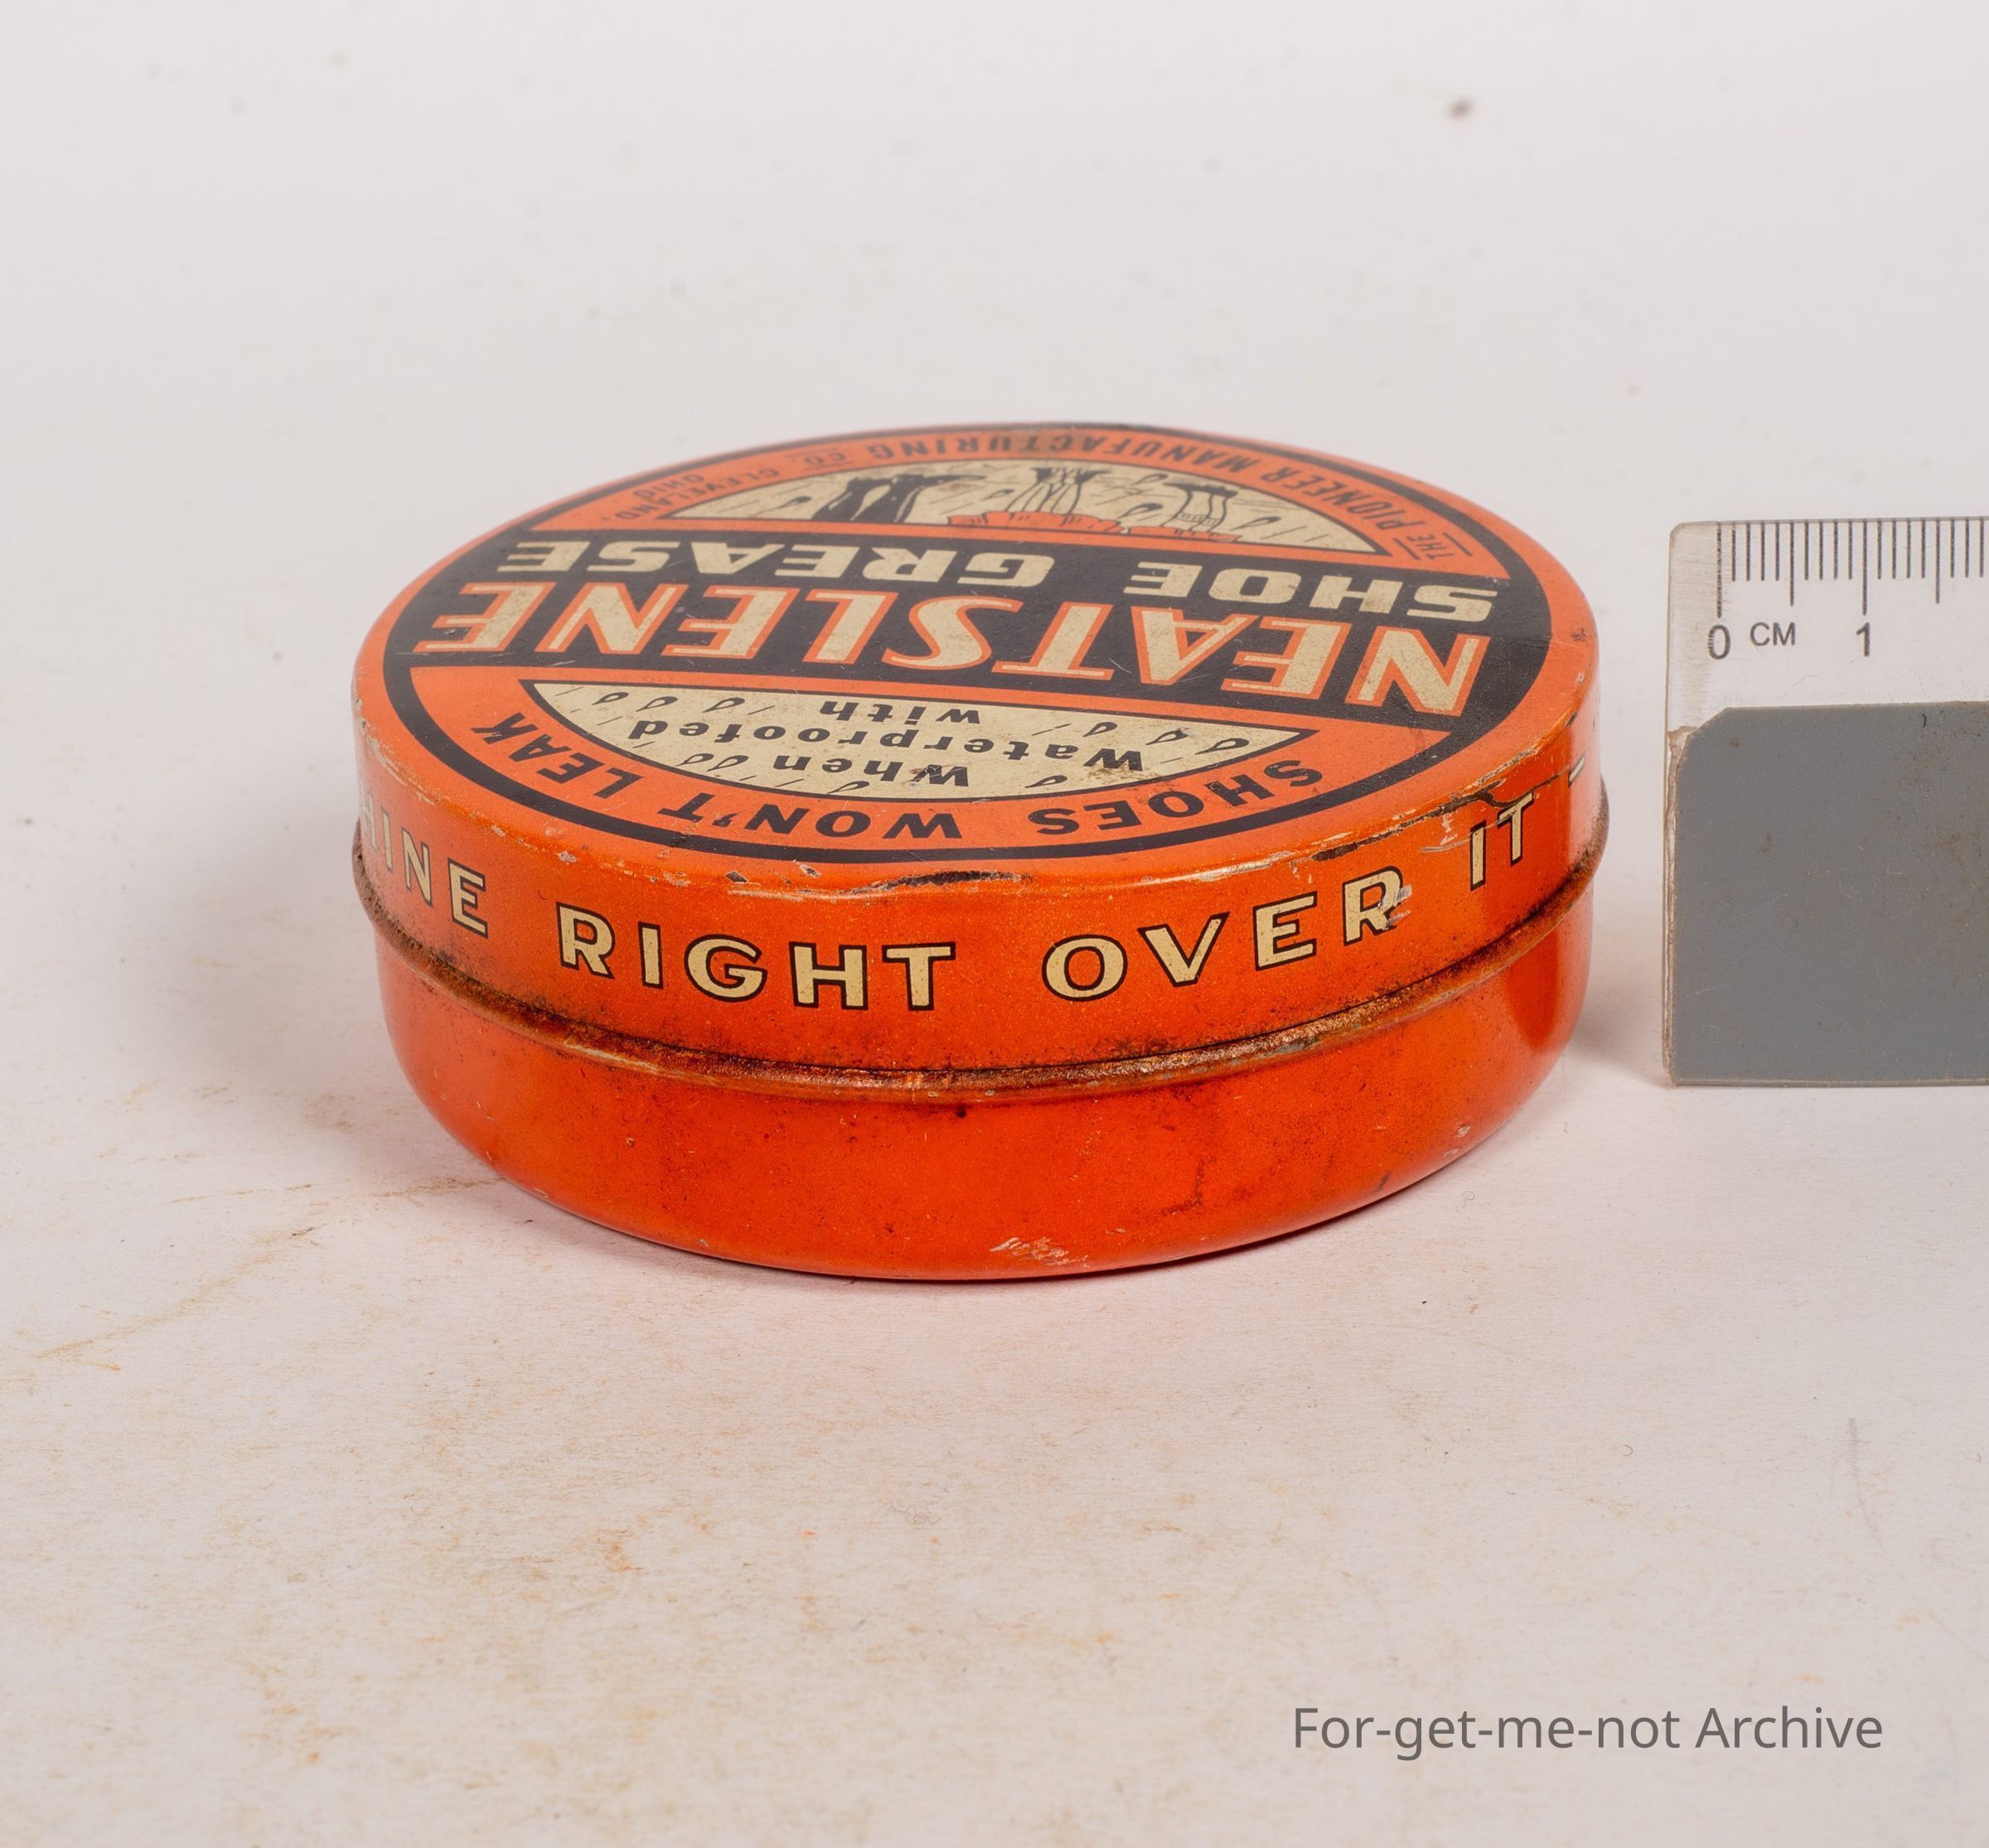 SHOES WON'T LEAK
When
Waterproofed
with
NEATSLENE
SHOE GREASE
THE PIONEER MANUFACTURING CO. CLEVELAND, OHIO
RIGHT OVER IT -
0 CM 1
For-get-me-not Archive